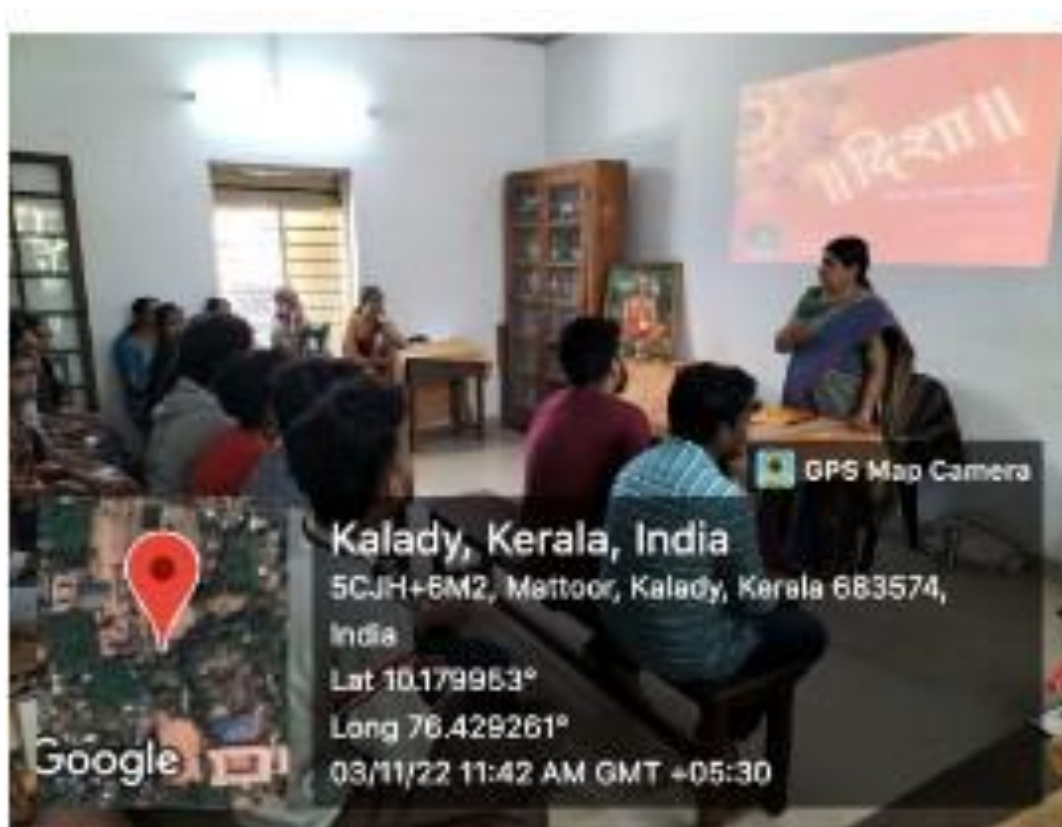 ॥दिशा॥
GPS Map Camera
Kalady, Kerala, India
5CJH+6M2, Mattoor, Kalady, Kerala 683574,
India
Lat 10.179953°
Long 76.429261°
03/11/22 11:42 AM GMT +05:30
Google